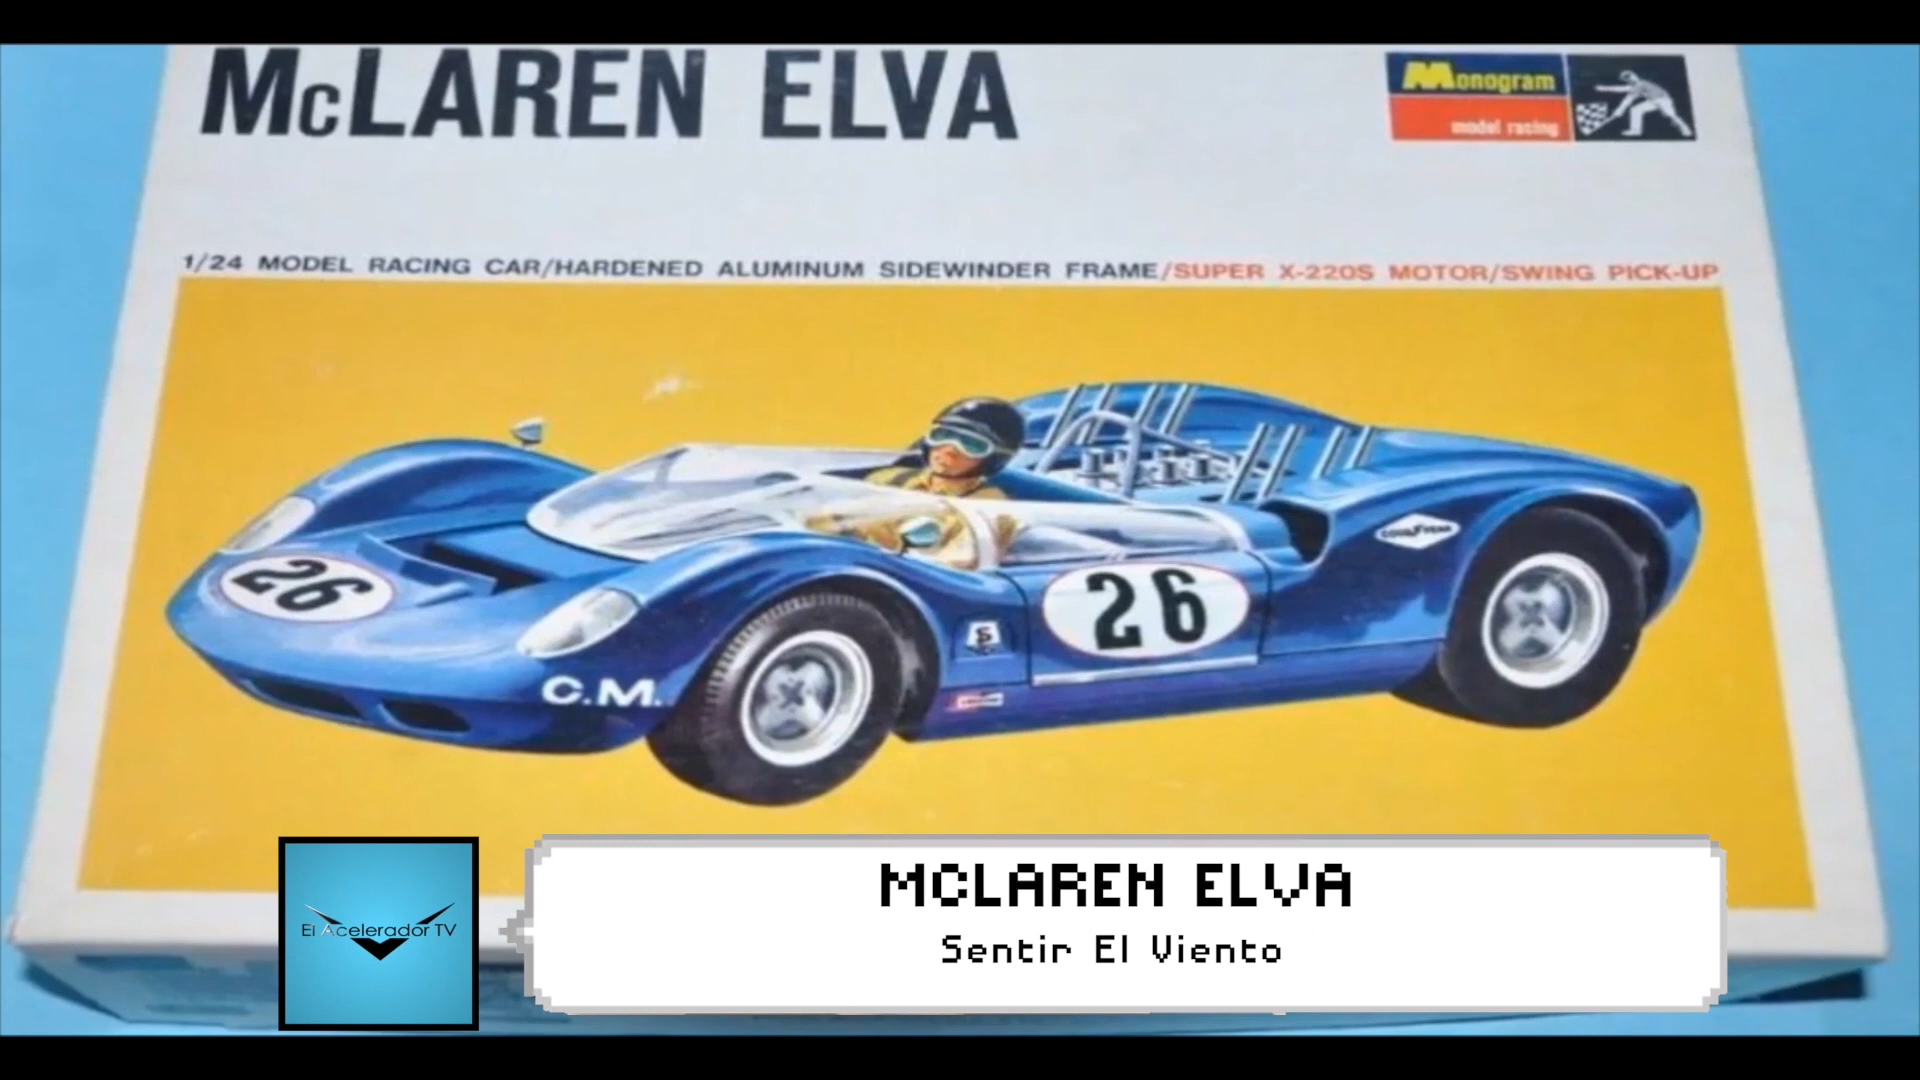 McLAREN ELVA
Monogram
model racing
1/24 MODEL RACING CAR/HARDENED ALUMINUM SIDEWINDER FRAME/SUPER X-220S MOTOR/SWING PICK-UP
26
26
GOODYEAR
S
C.M.
El Acelerador TV
MCLAREN ELVA
Sentir El Viento